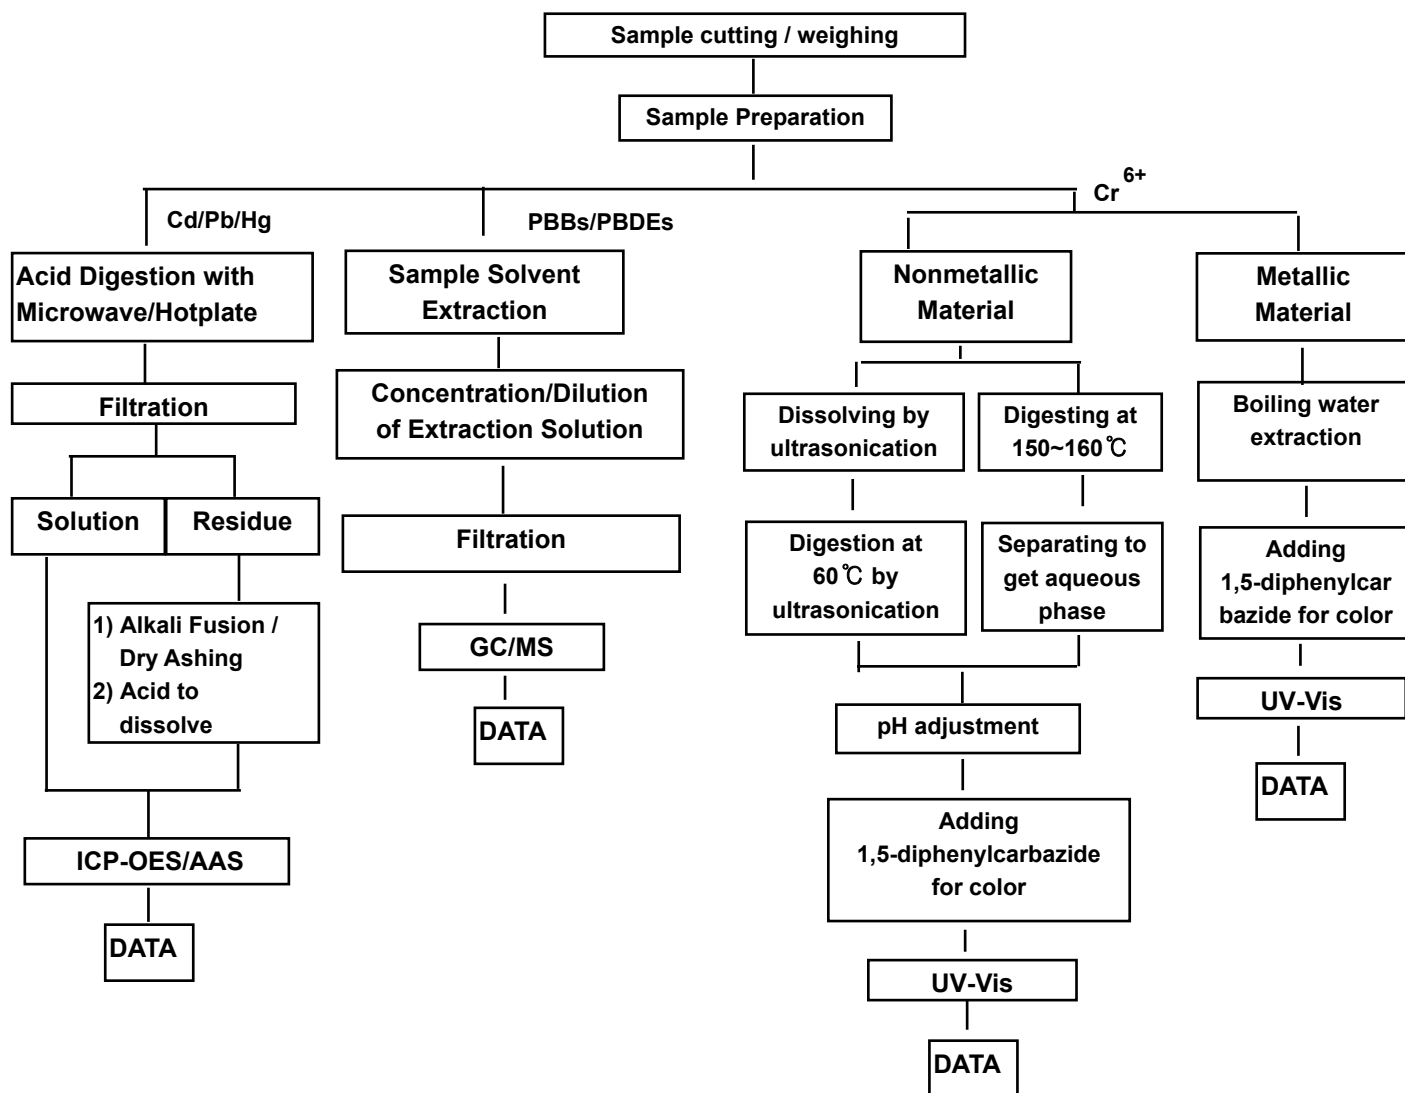 Sample cutting / weighing
Sample Preparation
Cr 6+
Cd/Pb/Hg
PBBs/PBDEs
Acid Digestion with
Microwave/Hotplate
Sample Solvent
Extraction
Nonmetallic
Material
Metallic
Material
Filtration
Concentration/Dilution
of Extraction Solution
Dissolving by
ultrasonication
Digesting at
150~160℃
Boiling water
extraction
Solution
Residue
Filtration
Digestion at
60℃ by
ultrasonication
Separating to
get aqueous
phase
Adding
1,5-diphenylcar
bazide for color
1) Alkali Fusion /
Dry Ashing
2) Acid to
dissolve
GC/MS
UV-Vis
DATA
pH adjustment
DATA
ICP-OES/AAS
Adding
1,5-diphenylcarbazide
for color
DATA
UV-Vis
DATA